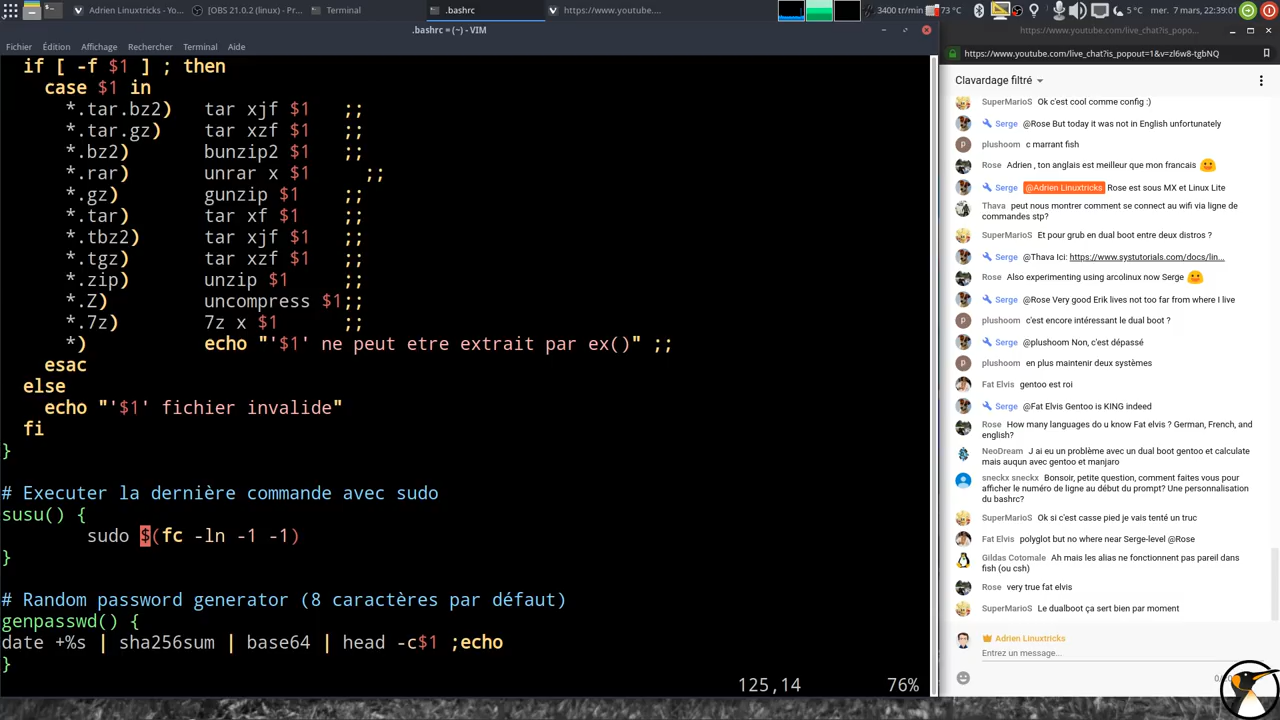 Adrien Linuxtricks - Yo...
[OBS 21.0.2 (linux) - Pr...
Terminal
.bashrc
https://www.youtube....
3400 tr/min
73 °C
5 °C
mer. 7 mars, 22:39:01
.bashrc (~) - VIM
Fichier Édition Affichage Rechercher Terminal Aide
if [ -f $1 ] ; then
case $1 in
*.tar.bz2) tar xjf $1 ;;
*.tar.gz) tar xzf $1 ;;
*.bz2) bunzip2 $1 ;;
*.rar) unrar x $1 ;;
*.gz) gunzip $1 ;;
*.tar) tar xf $1 ;;
*.tbz2) tar xjf $1 ;;
*.tgz) tar xzf $1 ;;
*.zip) unzip $1 ;;
*.Z) uncompress $1;;
*.7z) 7z x $1 ;;
*) echo "'$1' ne peut etre extrait par ex()" ;;
esac
else
echo "'$1' fichier invalide"
fi
}
# Executer la dernière commande avec sudo
susu() {
sudo $(fc -ln -1 -1)
}
# Random password generator (8 caractères par défaut)
genpasswd() {
date +%s | sha256sum | base64 | head -c$1 ;echo
}
125,14 76%
https://www.youtube.com/live_chat?is_popo...
https://www.youtube.com/live_chat?is_popout=1&v=zl6w8-tgbNQ
Clavardage filtré
SuperMarioS Ok c'est cool comme config :)
Serge @Rose But today it was not in English unfortunately
plushoom c marrant fish
Rose Adrien , ton anglais est meilleur que mon francais
Serge @Adrien Linuxtricks Rose est sous MX et Linux Lite
Thava peut nous montrer comment se connect au wifi via ligne de
commandes stp?
SuperMarioS Et pour grub en dual boot entre deux distros ?
Serge @Thava Ici: https://www.systutorials.com/docs/lin...
Rose Also experimenting using arcolinux now Serge
Serge @Rose Very good Erik lives not too far from where I live
plushoom c'est encore intéressant le dual boot ?
Serge @plushoom Non, c'est dépassé
plushoom en plus maintenir deux systèmes
Fat Elvis gentoo est roi
Serge @Fat Elvis Gentoo is KING indeed
Rose How many languages do u know Fat elvis ? German, French, and
english?
NeoDream J ai eu un problème avec un dual boot gentoo et calculate
mais auqun avec gentoo et manjaro
sneckx sneckx Bonsoir, petite question, comment faites vous pour
afficher le numéro de ligne au début du prompt? Une personnalisation
du bashrc?
SuperMarioS Ok si c'est casse pied je vais tenté un truc
Fat Elvis polyglot but no where near Serge-level @Rose
Gildas Cotomale Ah mais les alias ne fonctionnent pas pareil dans
fish (ou csh)
Rose very true fat elvis
SuperMarioS Le dualboot ça sert bien par moment
Adrien Linuxtricks
Entrez un message...